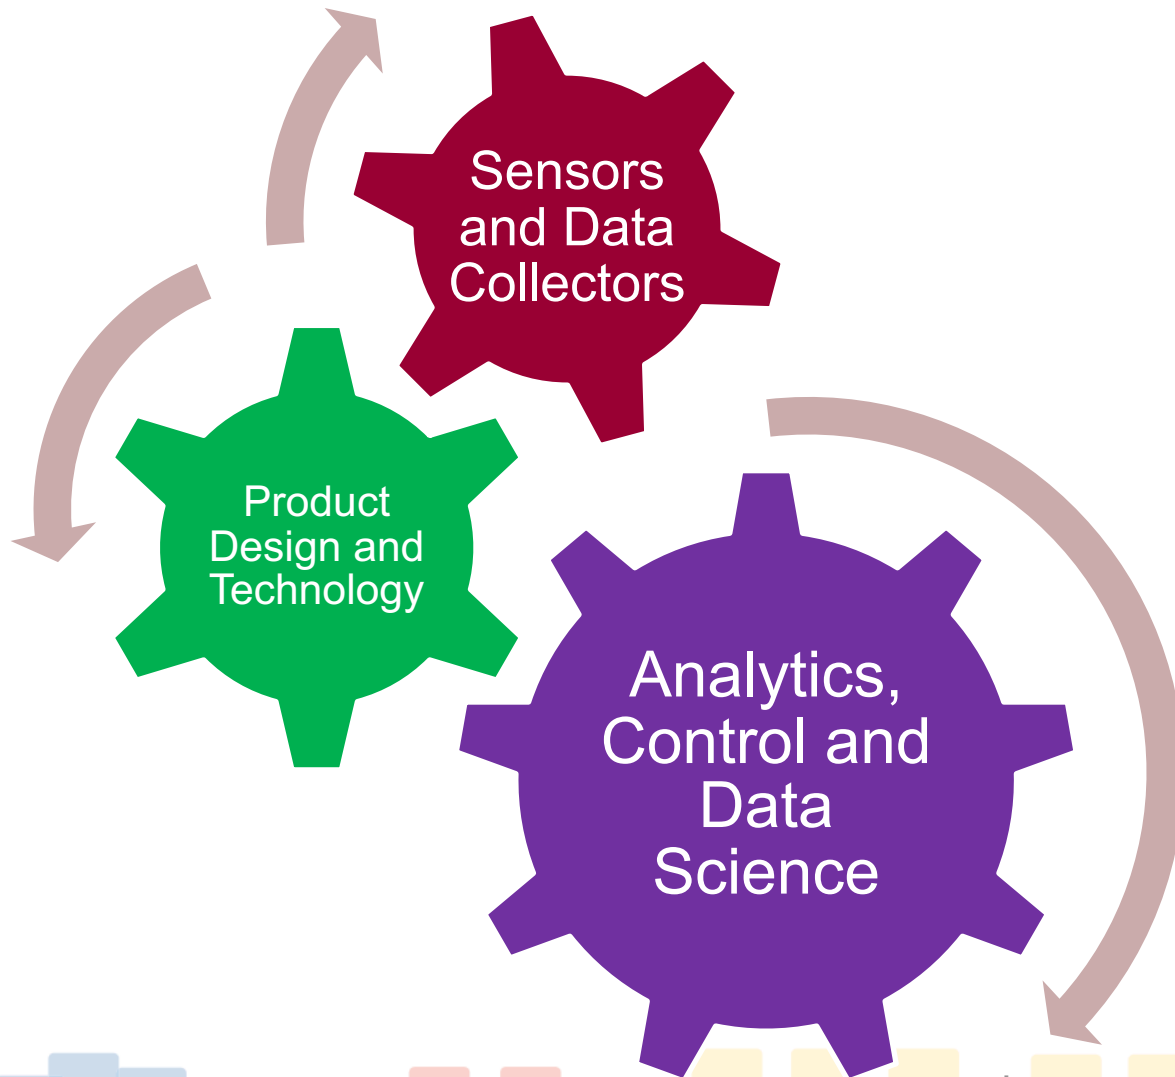 Sensors
and Data
Collectors
Product
Design and
Technology
Analytics,
Control and
Data
Science